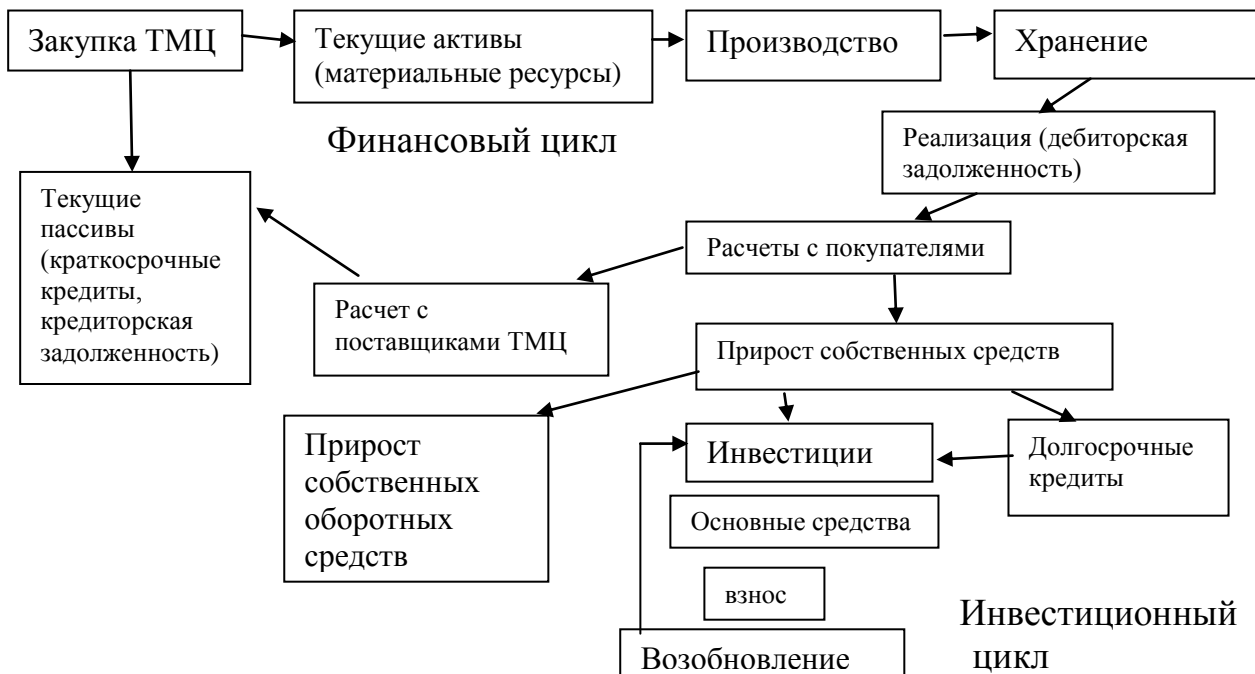 Закупка ТМЦ
Текущие активы
(материальные ресурсы)
Производство
Хранение
Финансовый цикл
Реализация (дебиторская
задолженность)
Текущие
пассивы
(краткосрочные
кредиты,
кредиторская
задолженность)
Расчеты с покупателями
Расчет с
поставщиками ТМЦ
Прирост собственных средств
Прирост
собственных
оборотных
средств
Инвестиции
Долгосрочные
кредиты
Основные средства
взнос
Инвестиционный
цикл
Возобновление